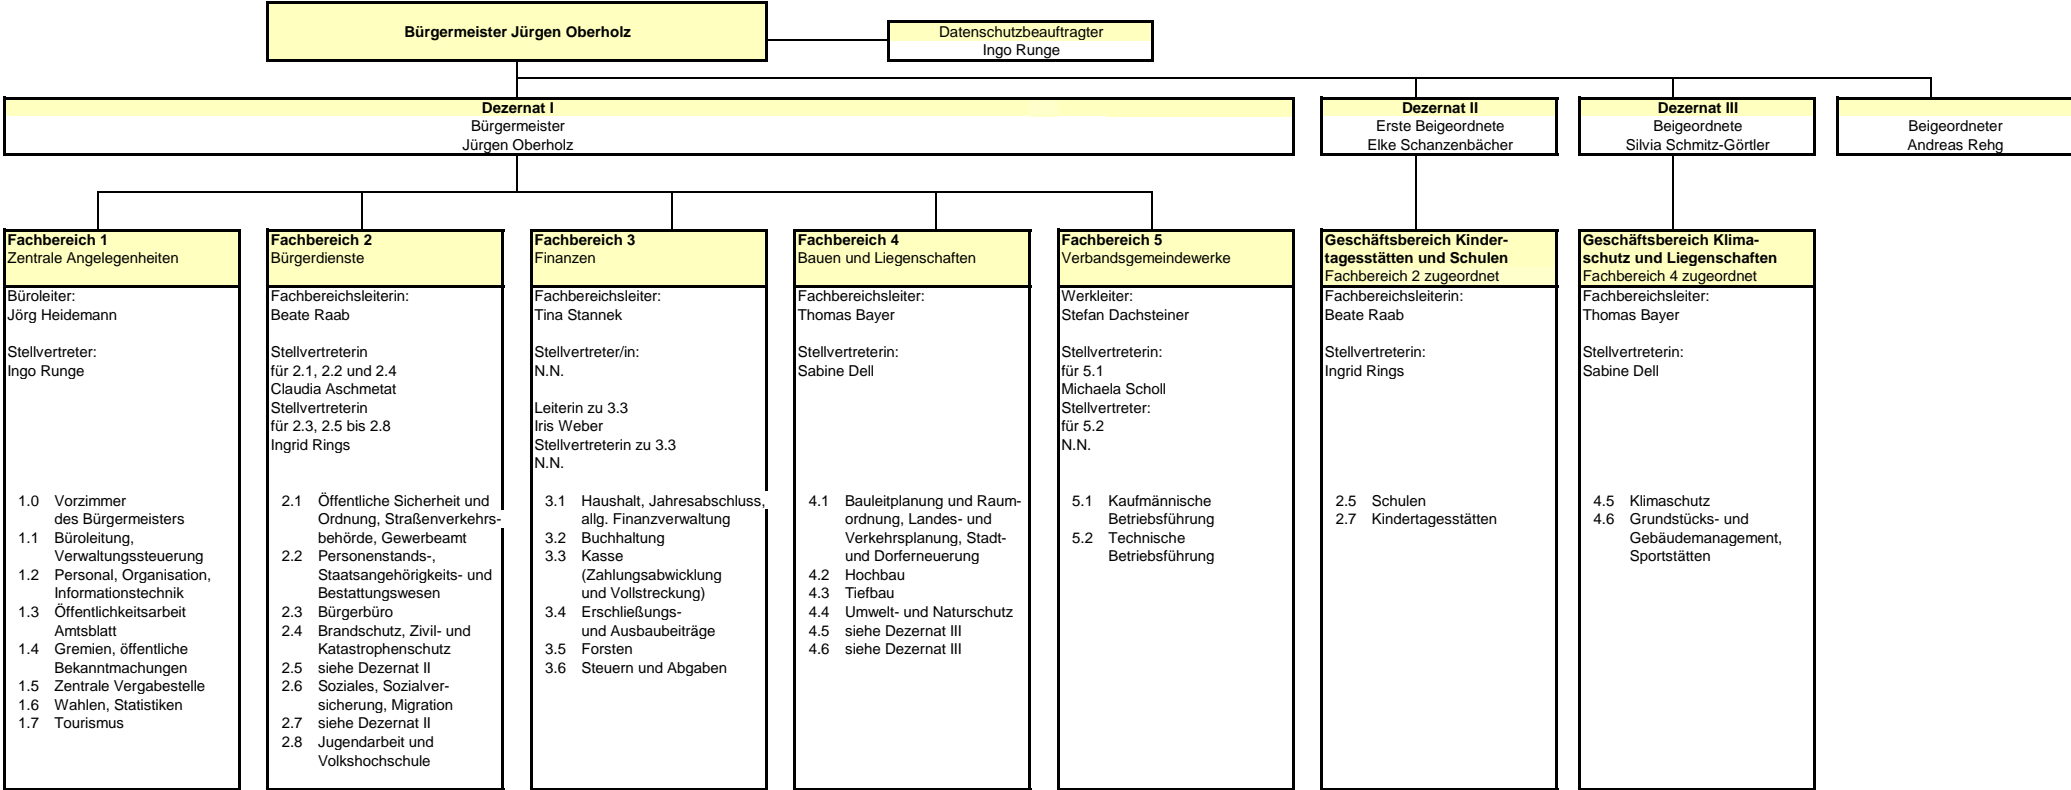 Bürgermeister Jürgen Oberholz
Datenschutzbeauftragter
Ingo Runge
Dezernat I
Bürgermeister
Jürgen Oberholz
Dezernat II
Erste Beigeordnete
Elke Schanzenbächer
Dezernat III
Beigeordnete
Silvia Schmitz-Görtler
Beigeordneter
Andreas Rehg
Fachbereich 1
Zentrale Angelegenheiten
Büroleiter:
Jörg Heidemann
Stellvertreter:
Ingo Runge
1.0 Vorzimmer
des Bürgermeisters
1.1 Büroleitung,
Verwaltungssteuerung
1.2 Personal, Organisation,
Informationstechnik
1.3 Öffentlichkeitsarbeit
Amtsblatt
1.4 Gremien, öffentliche
Bekanntmachungen
1.5 Zentrale Vergabestelle
1.6 Wahlen, Statistiken
1.7 Tourismus
Fachbereich 2
Bürgerdienste
Fachbereichsleiterin:
Beate Raab
Stellvertreterin
für 2.1, 2.2 und 2.4
Claudia Aschmetat
Stellvertreterin
für 2.3, 2.5 bis 2.8
Ingrid Rings
2.1 Öffentliche Sicherheit und
Ordnung, Straßenverkehrs-
behörde, Gewerbeamt
2.2 Personenstands-,
Staatsangehörigkeits- und
Bestattungswesen
2.3 Bürgerbüro
2.4 Brandschutz, Zivil- und
Katastrophenschutz
2.5 siehe Dezernat II
2.6 Soziales, Sozialver-
sicherung, Migration
2.7 siehe Dezernat II
2.8 Jugendarbeit und
Volkshochschule
Fachbereich 3
Finanzen
Fachbereichsleiter:
Tina Stannek
Stellvertreter/in:
N.N.
Leiterin zu 3.3
Iris Weber
Stellvertreterin zu 3.3
N.N.
3.1 Haushalt, Jahresabschluss,
allg. Finanzverwaltung
3.2 Buchhaltung
3.3 Kasse
(Zahlungsabwicklung
und Vollstreckung)
3.4 Erschließungs-
und Ausbaubeiträge
3.5 Forsten
3.6 Steuern und Abgaben
Fachbereich 4
Bauen und Liegenschaften
Fachbereichsleiter:
Thomas Bayer
Stellvertreterin:
Sabine Dell
4.1 Bauleitplanung und Raum-
ordnung, Landes- und
Verkehrsplanung, Stadt-
und Dorferneuerung
4.2 Hochbau
4.3 Tiefbau
4.4 Umwelt- und Naturschutz
4.5 siehe Dezernat III
4.6 siehe Dezernat III
Fachbereich 5
Verbandsgemeindewerke
Werkleiter:
Stefan Dachsteiner
Stellvertreterin:
für 5.1
Michaela Scholl
Stellvertreter:
für 5.2
N.N.
5.1 Kaufmännische
Betriebsführung
5.2 Technische
Betriebsführung
Geschäftsbereich Kinder-
tagesstätten und Schulen
Fachbereich 2 zugeordnet
Fachbereichsleiterin:
Beate Raab
Stellvertreterin:
Ingrid Rings
2.5 Schulen
2.7 Kindertagesstätten
Geschäftsbereich Klima-
schutz und Liegenschaften
Fachbereich 4 zugeordnet
Fachbereichsleiter:
Thomas Bayer
Stellvertreterin:
Sabine Dell
4.5 Klimaschutz
4.6 Grundstücks- und
Gebäudemanagement,
Sportstätten